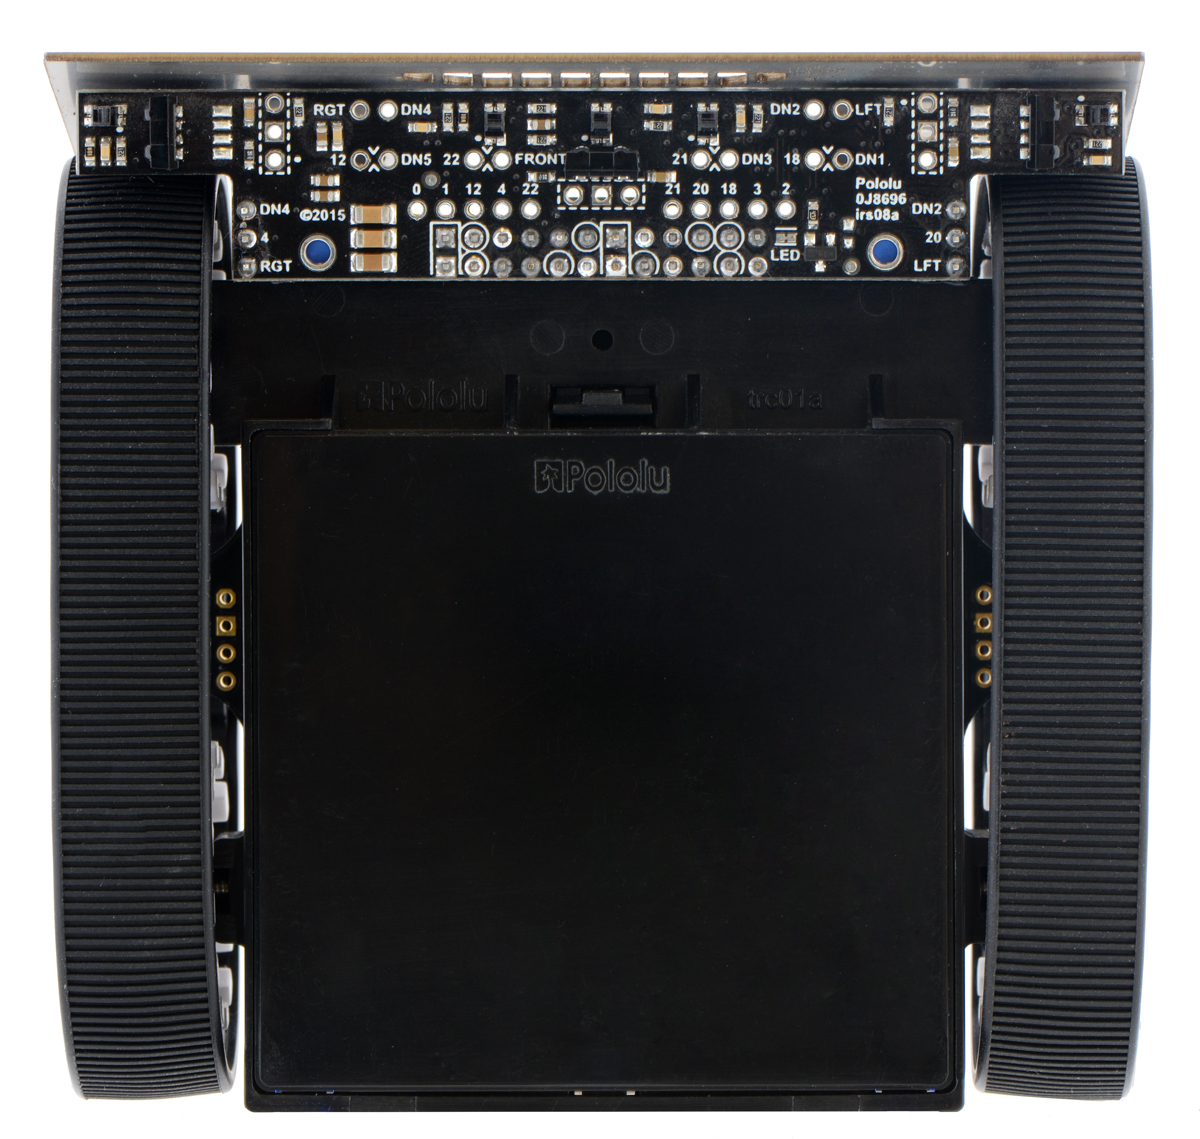 RGT DN4 DN2 LFT
12 DN5 22 FRONT 21 DN3 18 DN1
0 1 12 4 22 21 20 18 3 2
Pololu
0J8696
irs08a
DN4 ©2015 DN2
4 20
RGT LED LFT
Pololu trc01a
Pololu